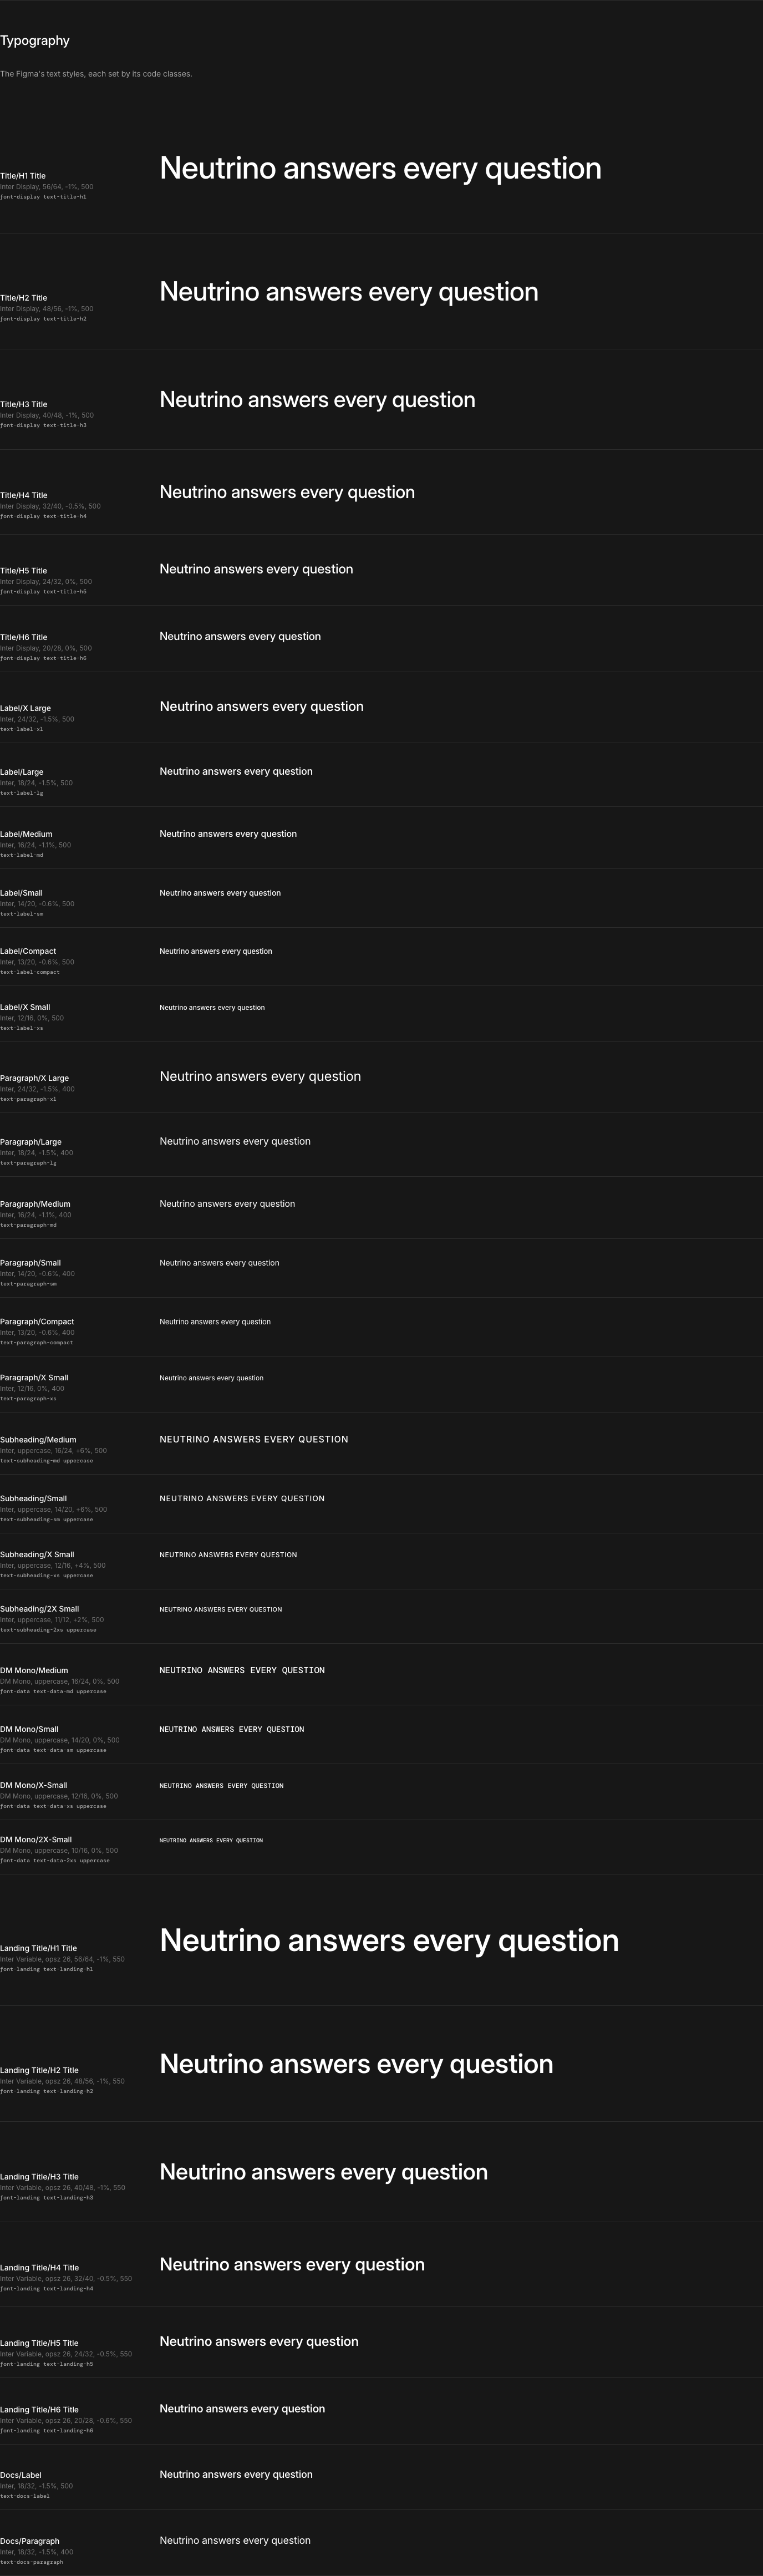 Typography
The Figma's text styles, each set by its code classes.
Neutrino answers every question
Title/H1 Title
Inter Display, 56/64, -1%, 500
font-display text-title-h1
Neutrino answers every question
Title/H2 Title
Inter Display, 48/56, -1%, 500
font-display text-title-h2
Neutrino answers every question
Title/H3 Title
Inter Display, 40/48, -1%, 500
font-display text-title-h3
Neutrino answers every question
Title/H4 Title
Inter Display, 32/40, -0.5%, 500
font-display text-title-h4
Neutrino answers every question
Title/H5 Title
Inter Display, 24/32, 0%, 500
font-display text-title-h5
Neutrino answers every question
Title/H6 Title
Inter Display, 20/28, 0%, 500
font-display text-title-h6
Neutrino answers every question
Label/X Large
Inter, 24/32, -1.5%, 500
text-label-xl
Neutrino answers every question
Label/Large
Inter, 18/24, -1.5%, 500
text-label-lg
Neutrino answers every question
Label/Medium
Inter, 16/24, -1.1%, 500
text-label-md
Neutrino answers every question
Label/Small
Inter, 14/20, -0.6%, 500
text-label-sm
Neutrino answers every question
Label/Compact
Inter, 13/20, -0.6%, 500
text-label-compact
Neutrino answers every question
Label/X Small
Inter, 12/16, 0%, 500
text-label-xs
Neutrino answers every question
Paragraph/X Large
Inter, 24/32, -1.5%, 400
text-paragraph-xl
Neutrino answers every question
Paragraph/Large
Inter, 18/24, -1.5%, 400
text-paragraph-lg
Neutrino answers every question
Paragraph/Medium
Inter, 16/24, -1.1%, 400
text-paragraph-md
Neutrino answers every question
Paragraph/Small
Inter, 14/20, -0.6%, 400
text-paragraph-sm
Neutrino answers every question
Paragraph/Compact
Inter, 13/20, -0.6%, 400
text-paragraph-compact
Neutrino answers every question
Paragraph/X Small
Inter, 12/16, 0%, 400
text-paragraph-xs
NEUTRINO ANSWERS EVERY QUESTION
Subheading/Medium
Inter, uppercase, 16/24, +6%, 500
text-subheading-md uppercase
NEUTRINO ANSWERS EVERY QUESTION
Subheading/Small
Inter, uppercase, 14/20, +6%, 500
text-subheading-sm uppercase
NEUTRINO ANSWERS EVERY QUESTION
Subheading/X Small
Inter, uppercase, 12/16, +4%, 500
text-subheading-xs uppercase
NEUTRINO ANSWERS EVERY QUESTION
Subheading/2X Small
Inter, uppercase, 11/12, +2%, 500
text-subheading-2xs uppercase
NEUTRINO ANSWERS EVERY QUESTION
DM Mono/Medium
DM Mono, uppercase, 16/24, 0%, 500
font-data text-data-md uppercase
NEUTRINO ANSWERS EVERY QUESTION
DM Mono/Small
DM Mono, uppercase, 14/20, 0%, 500
font-data text-data-sm uppercase
NEUTRINO ANSWERS EVERY QUESTION
DM Mono/X-Small
DM Mono, uppercase, 12/16, 0%, 500
font-data text-data-xs uppercase
NEUTRINO ANSWERS EVERY QUESTION
DM Mono/2X-Small
DM Mono, uppercase, 10/16, 0%, 500
font-data text-data-2xs uppercase
Neutrino answers every question
Landing Title/H1 Title
Inter Variable, opsz 26, 56/64, -1%, 550
font-landing text-landing-h1
Neutrino answers every question
Landing Title/H2 Title
Inter Variable, opsz 26, 48/56, -1%, 550
font-landing text-landing-h2
Neutrino answers every question
Landing Title/H3 Title
Inter Variable, opsz 26, 40/48, -1%, 550
font-landing text-landing-h3
Neutrino answers every question
Landing Title/H4 Title
Inter Variable, opsz 26, 32/40, -0.5%, 550
font-landing text-landing-h4
Neutrino answers every question
Landing Title/H5 Title
Inter Variable, opsz 26, 24/32, -0.5%, 550
font-landing text-landing-h5
Neutrino answers every question
Landing Title/H6 Title
Inter Variable, opsz 26, 20/28, -0.6%, 550
font-landing text-landing-h6
Neutrino answers every question
Docs/Label
Inter, 18/32, -1.5%, 500
text-docs-label
Neutrino answers every question
Docs/Paragraph
Inter, 18/32, -1.5%, 400
text-docs-paragraph